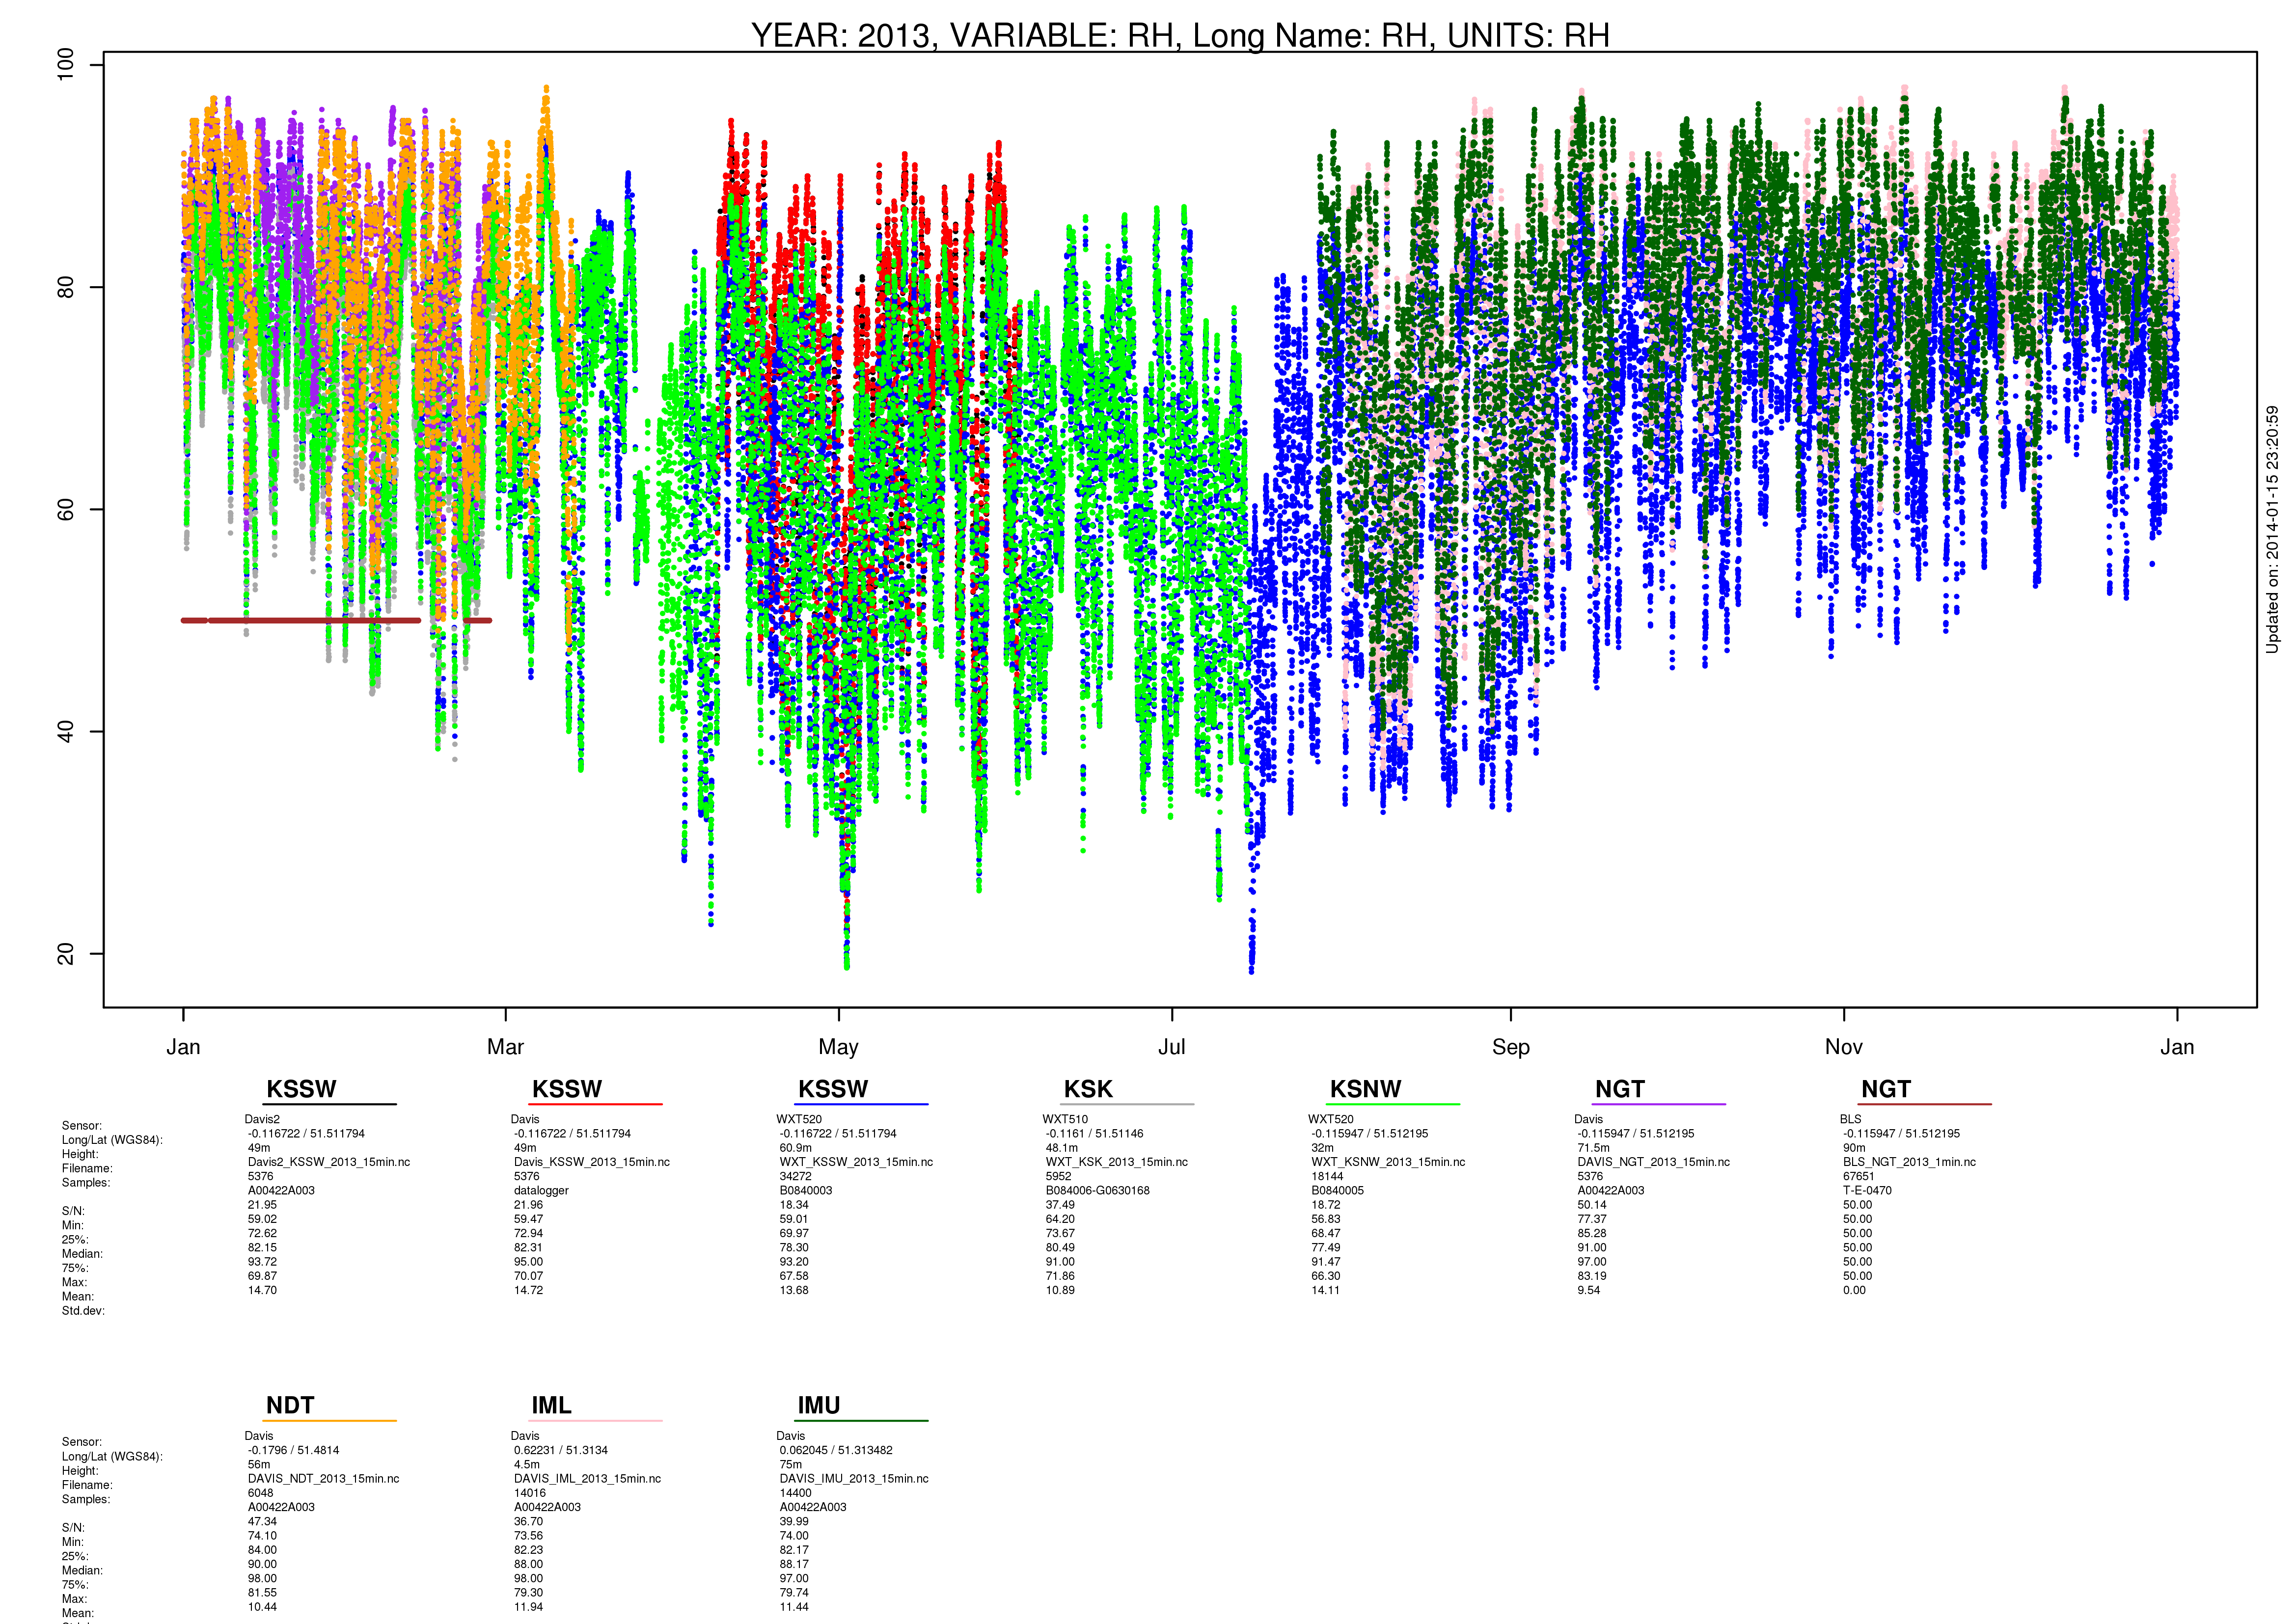 YEAR: 2013, VARIABLE: RH, Long Name: RH, UNITS: RH
100
80
60
40
20
Updated on: 2014-01-15 23:20:59
Jan Mar May Jul Sep Nov Jan
KSSW KSSW KSSW KSK KSNW NGT NGT
Sensor: Davis2 Davis WXT520 WXT510 WXT520 Davis BLS
Long/Lat (WGS84): -0.116722 / 51.511794 -0.116722 / 51.511794 -0.116722 / 51.511794 -0.1161 / 51.51146 -0.115947 / 51.512195 -0.115947 / 51.512195 -0.115947 / 51.512195
Height: 49m 49m 60.9m 48.1m 32m 71.5m 90m
Filename: Davis2_KSSW_2013_15min.nc Davis_KSSW_2013_15min.nc WXT_KSSW_2013_15min.nc WXT_KSK_2013_15min.nc WXT_KSNW_2013_15min.nc DAVIS_NGT_2013_15min.nc BLS_NGT_2013_1min.nc
Samples: 5376 5376 34272 5952 18144 5376 67651
A00422A003 datalogger B0840003 B084006-G0630168 B0840005 A00422A003 T-E-0470
S/N: 21.95 21.96 18.34 37.49 18.72 50.14 50.00
Min: 59.02 59.47 59.01 64.20 56.83 77.37 50.00
25%: 72.62 72.94 69.97 73.67 68.47 85.28 50.00
Median: 82.15 82.31 78.30 80.49 77.49 91.00 50.00
75%: 93.72 95.00 93.20 91.00 91.47 97.00 50.00
Max: 69.87 70.07 67.58 71.86 66.30 83.19 50.00
Mean: 14.70 14.72 13.68 10.89 14.11 9.54 0.00
Std.dev:
NDT IML IMU
Sensor: Davis Davis Davis
Long/Lat (WGS84): -0.1796 / 51.4814 0.62231 / 51.3134 0.062045 / 51.313482
Height: 56m 4.5m 75m
Filename: DAVIS_NDT_2013_15min.nc DAVIS_IML_2013_15min.nc DAVIS_IMU_2013_15min.nc
Samples: 6048 14016 14400
A00422A003 A00422A003 A00422A003
S/N: 47.34 36.70 39.99
Min: 74.10 73.56 74.00
25%: 84.00 82.23 82.17
Median: 90.00 88.00 88.17
75%: 98.00 98.00 97.00
Max: 81.55 79.30 79.74
Mean: 10.44 11.94 11.44